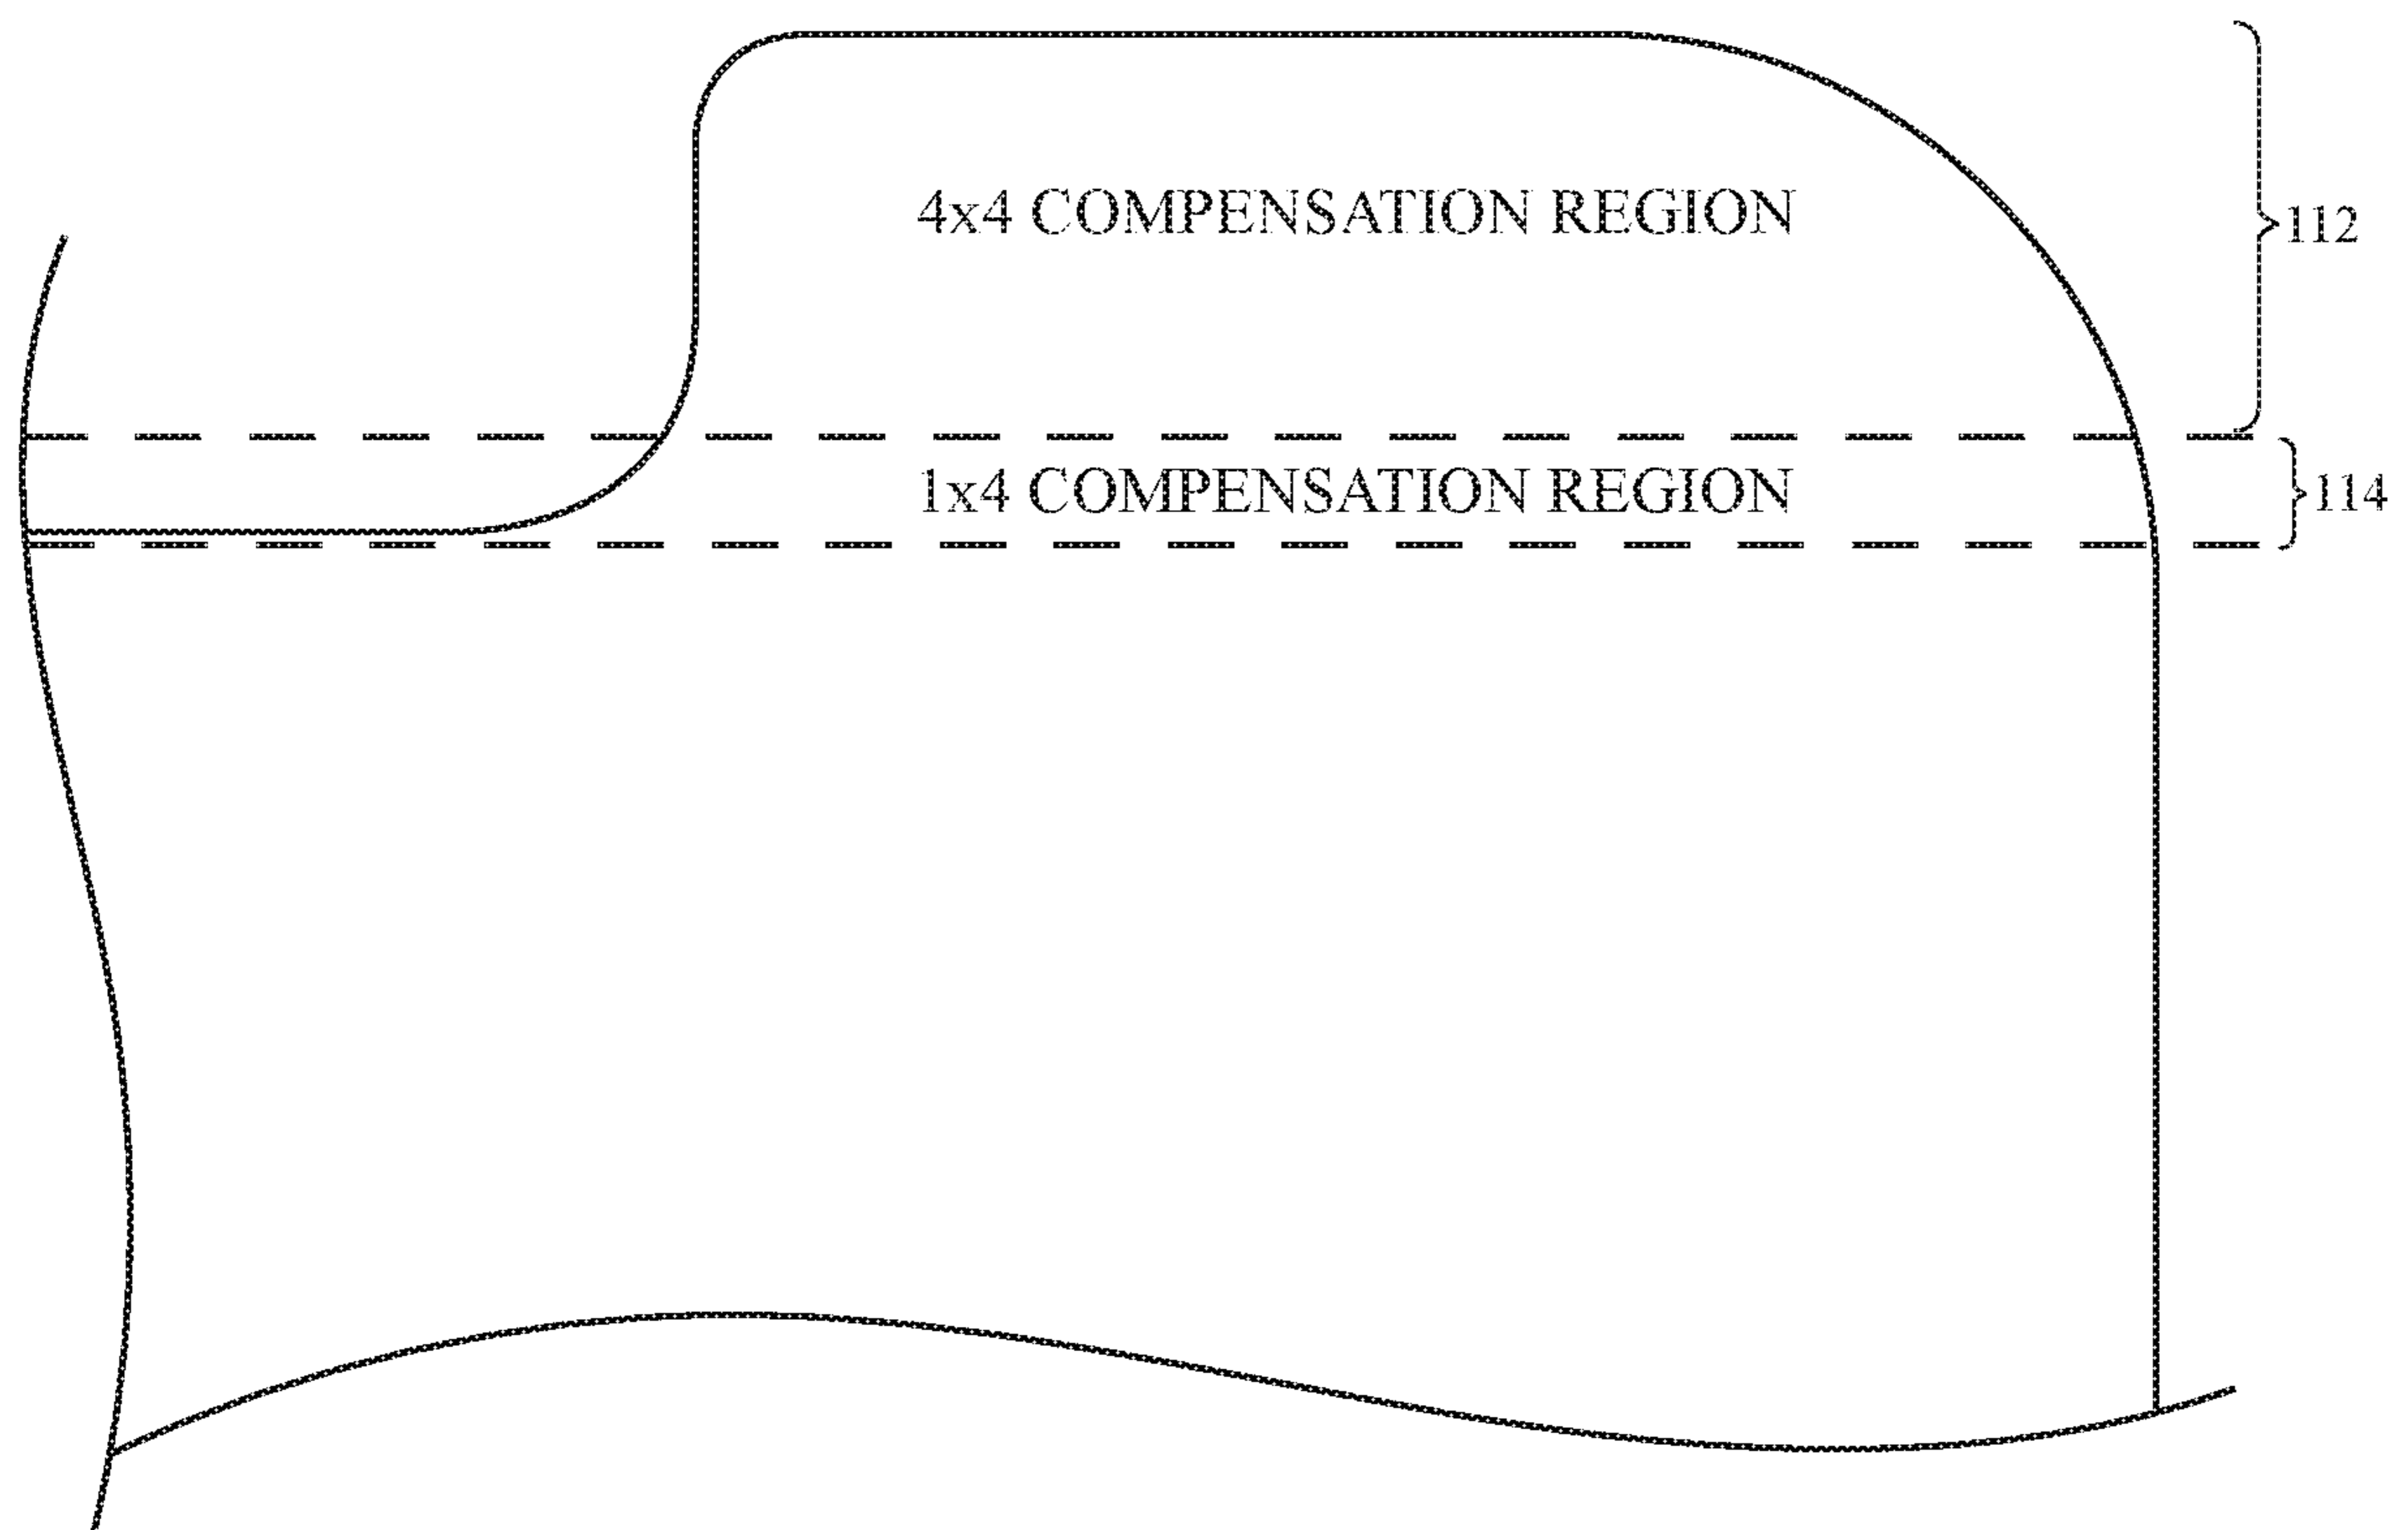 4x4 COMPENSATION REGION
112
1x4 COMPENSATION REGION
114